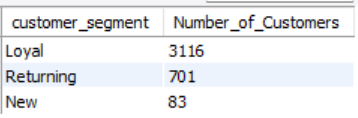 customer_segment Number_of_Customers
Loyal 3116
Returning 701
New 83